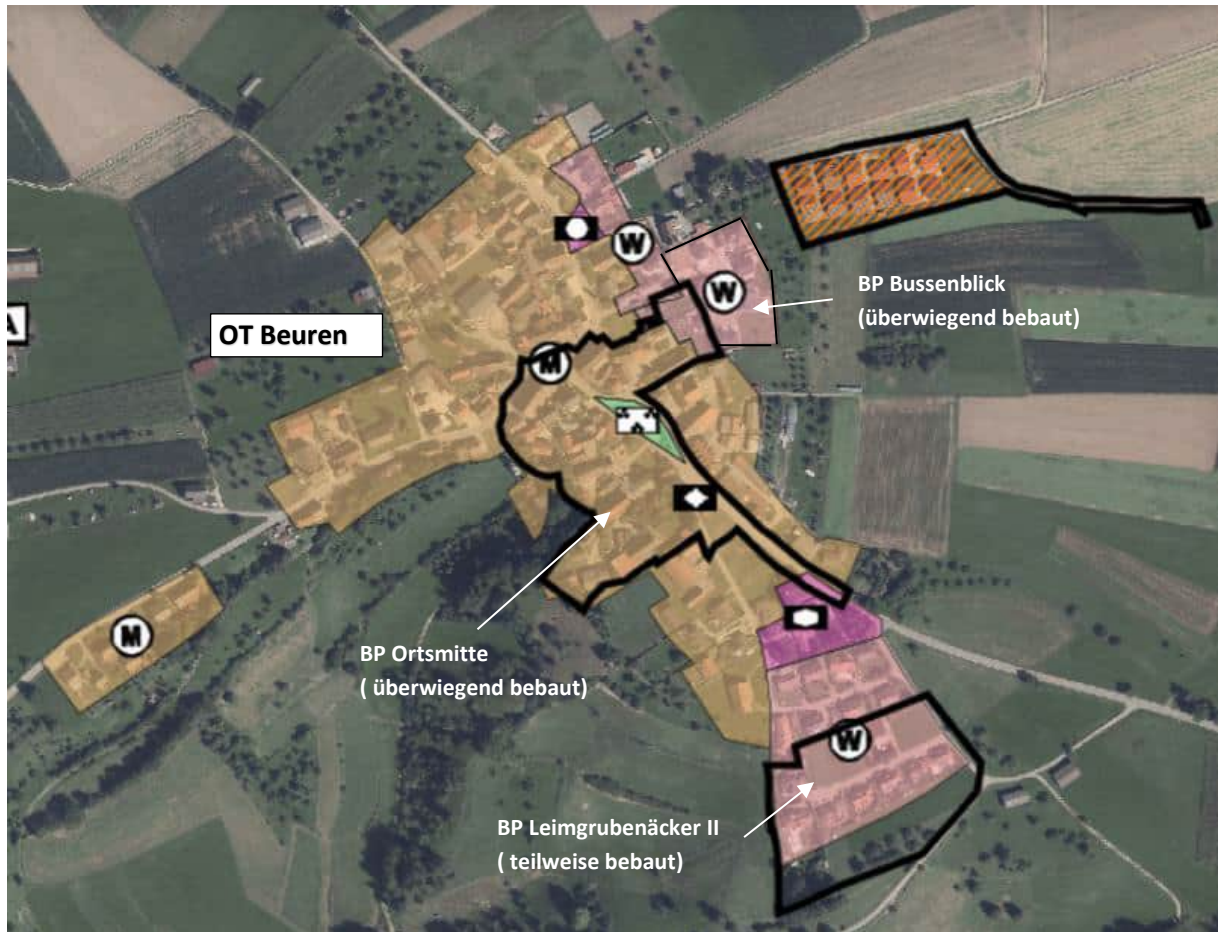 W
W
BP Bussenblick
(überwiegend bebaut)
A
OT Beuren
M
M
BP Ortsmitte
( überwiegend bebaut)
W
BP Leimgrubenäcker II
( teilweise bebaut)